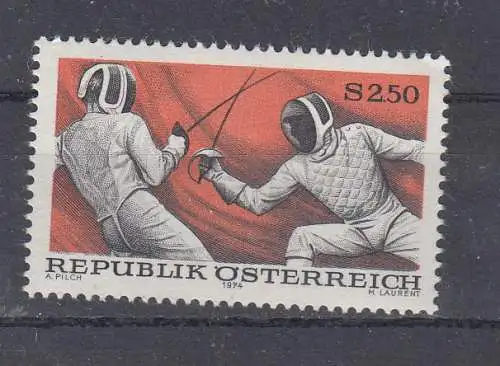 S2.50
REPUBLIK ÖSTERREICH
A. PILCH 1974 H. LAURENT